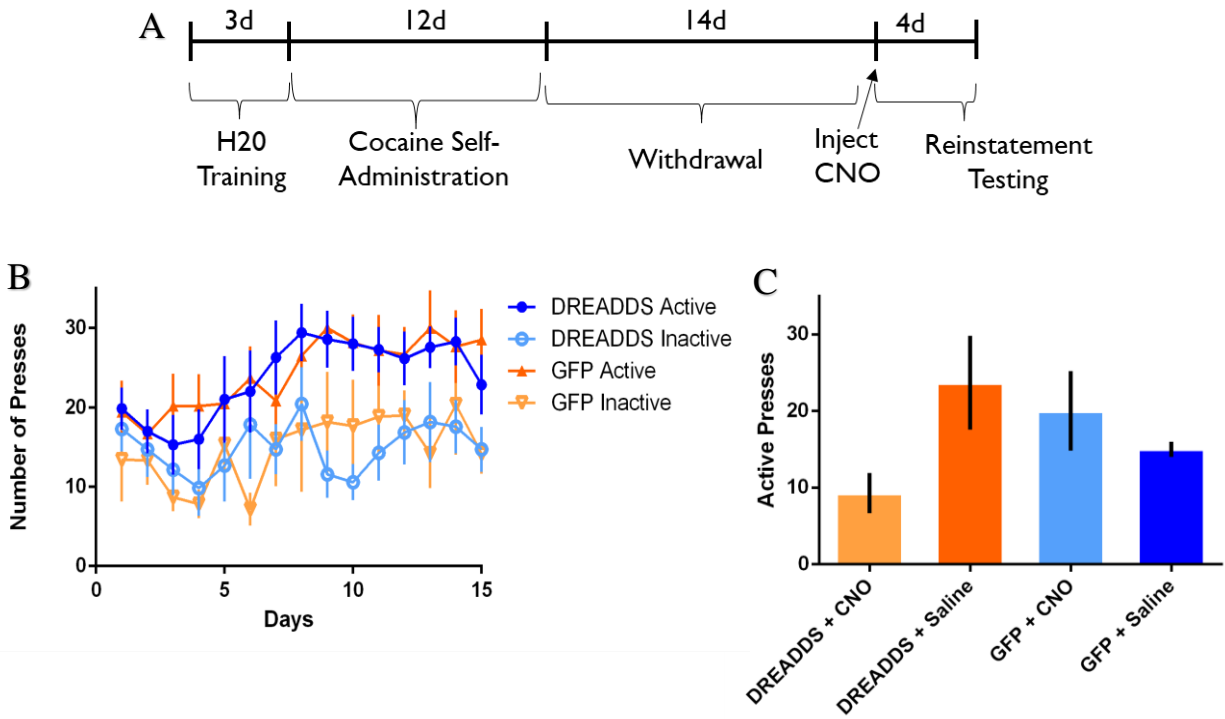 A
3d
12d
14d
4d
H20
Training
Cocaine Self-
Administration
Withdrawal
Inject
CNO
Reinstatement
Testing
B
Number of Presses
30
20
10
0
0
5
10
15
Days
DREADDS Active
DREADDS Inactive
GFP Active
GFP Inactive
C
Active Presses
30
20
10
0
DREADDS + CNO
DREADDS + Saline
GFP + CNO
GFP + Saline